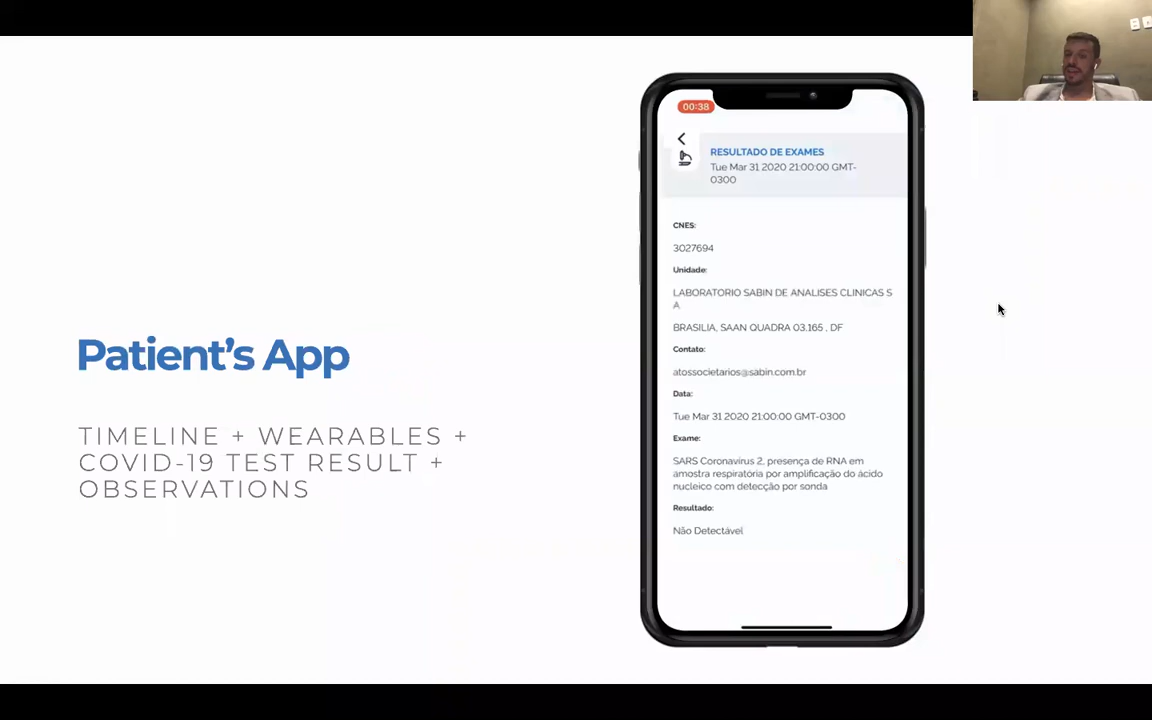 Patient's App
TIMELINE + WEARABLES +
COVID-19 TEST RESULT +
OBSERVATIONS
00:38
RESULTADO DE EXAMES
Tue Mar 31 2020 21:00:00 GMT-
0300
CNES:
3027694
Unidade:
LABORATORIO SABIN DE ANALISES CLINICAS S
A
BRASILIA, SAAN QUADRA 03.165 , DF
Contato:
atossocietarios@sabin.com.br
Data:
Tue Mar 31 2020 21:00:00 GMT-0300
Exame:
SARS Coronavirus 2, presença de RNA em
amostra respiratória por amplificação do ácido
nucleico com detecção por sonda
Resultado:
Não Detectável